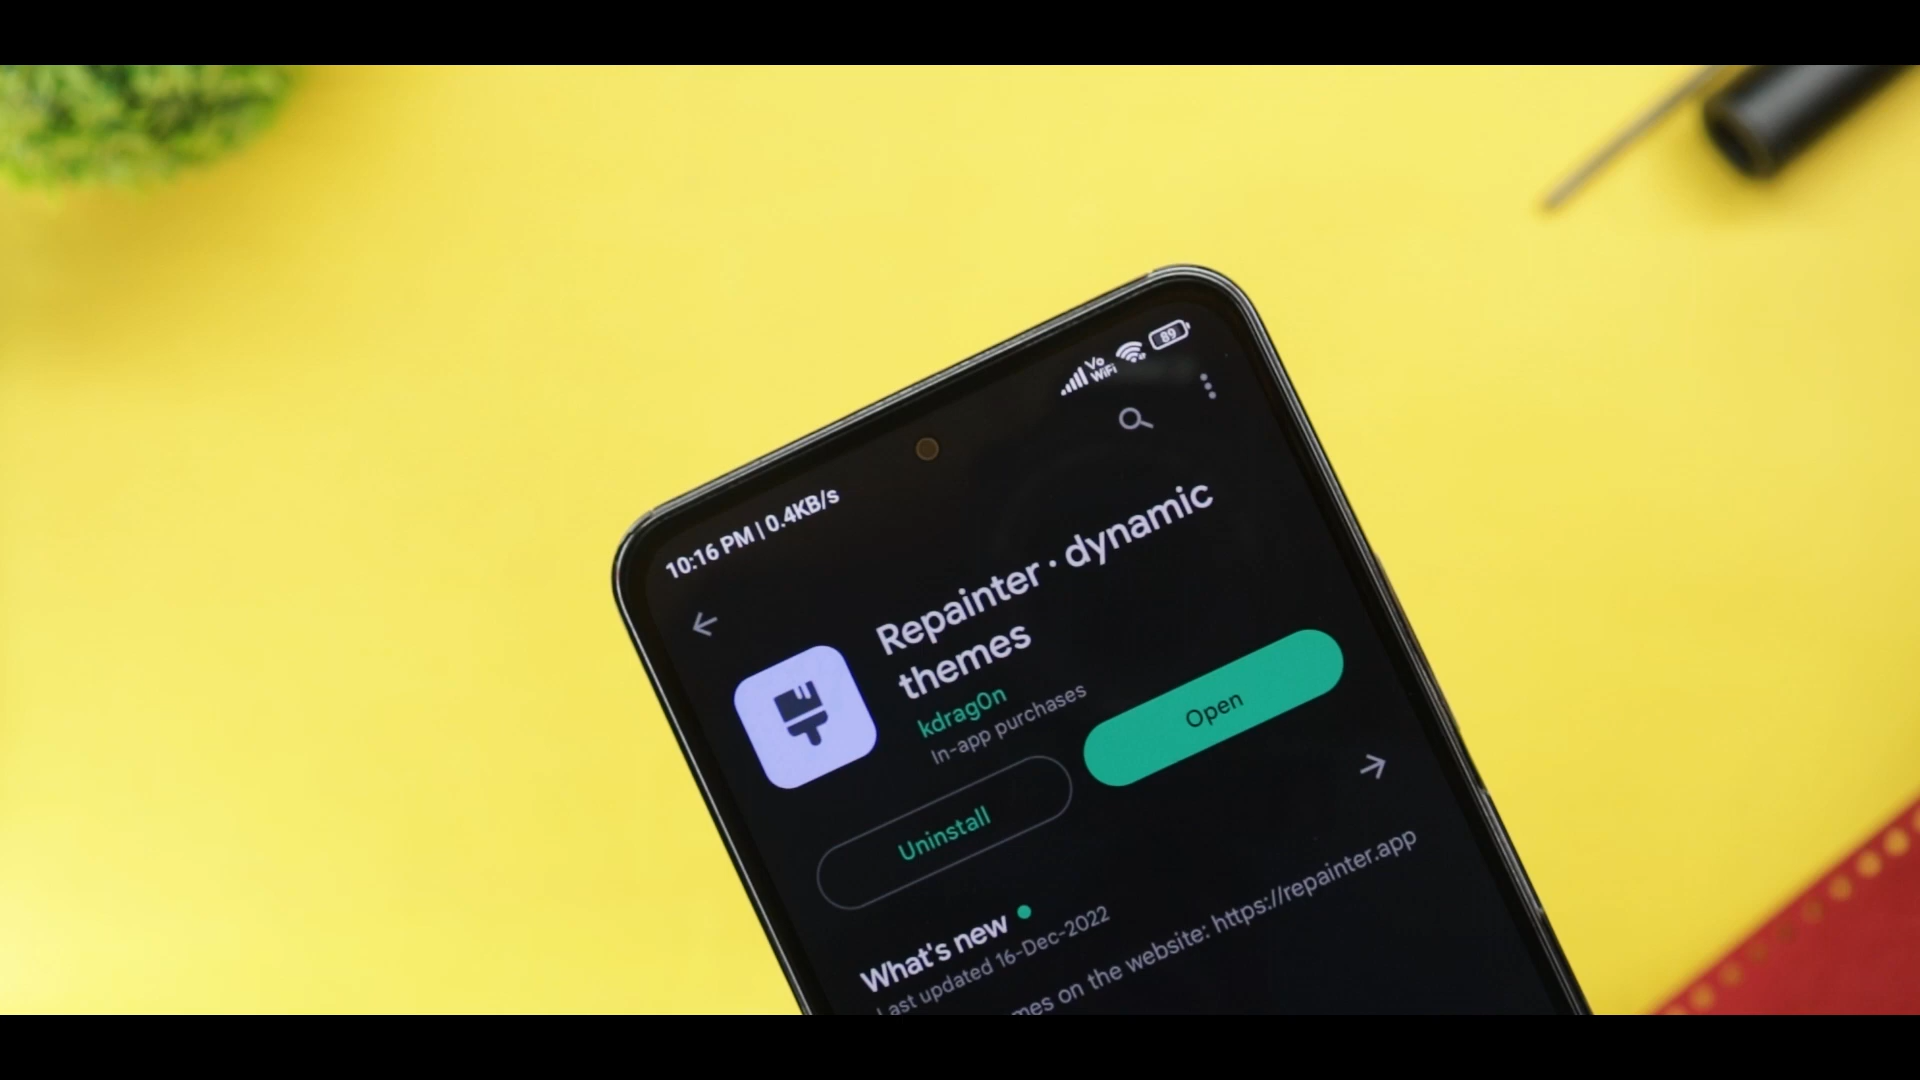 10:16 PM | 0.4KB/s
Vo
WiFi
89
Repainter · dynamic
themes
kdrag0n
In-app purchases
Uninstall
Open
What's new
Last updated 16-Dec-2022
on the website: https://repainter.app